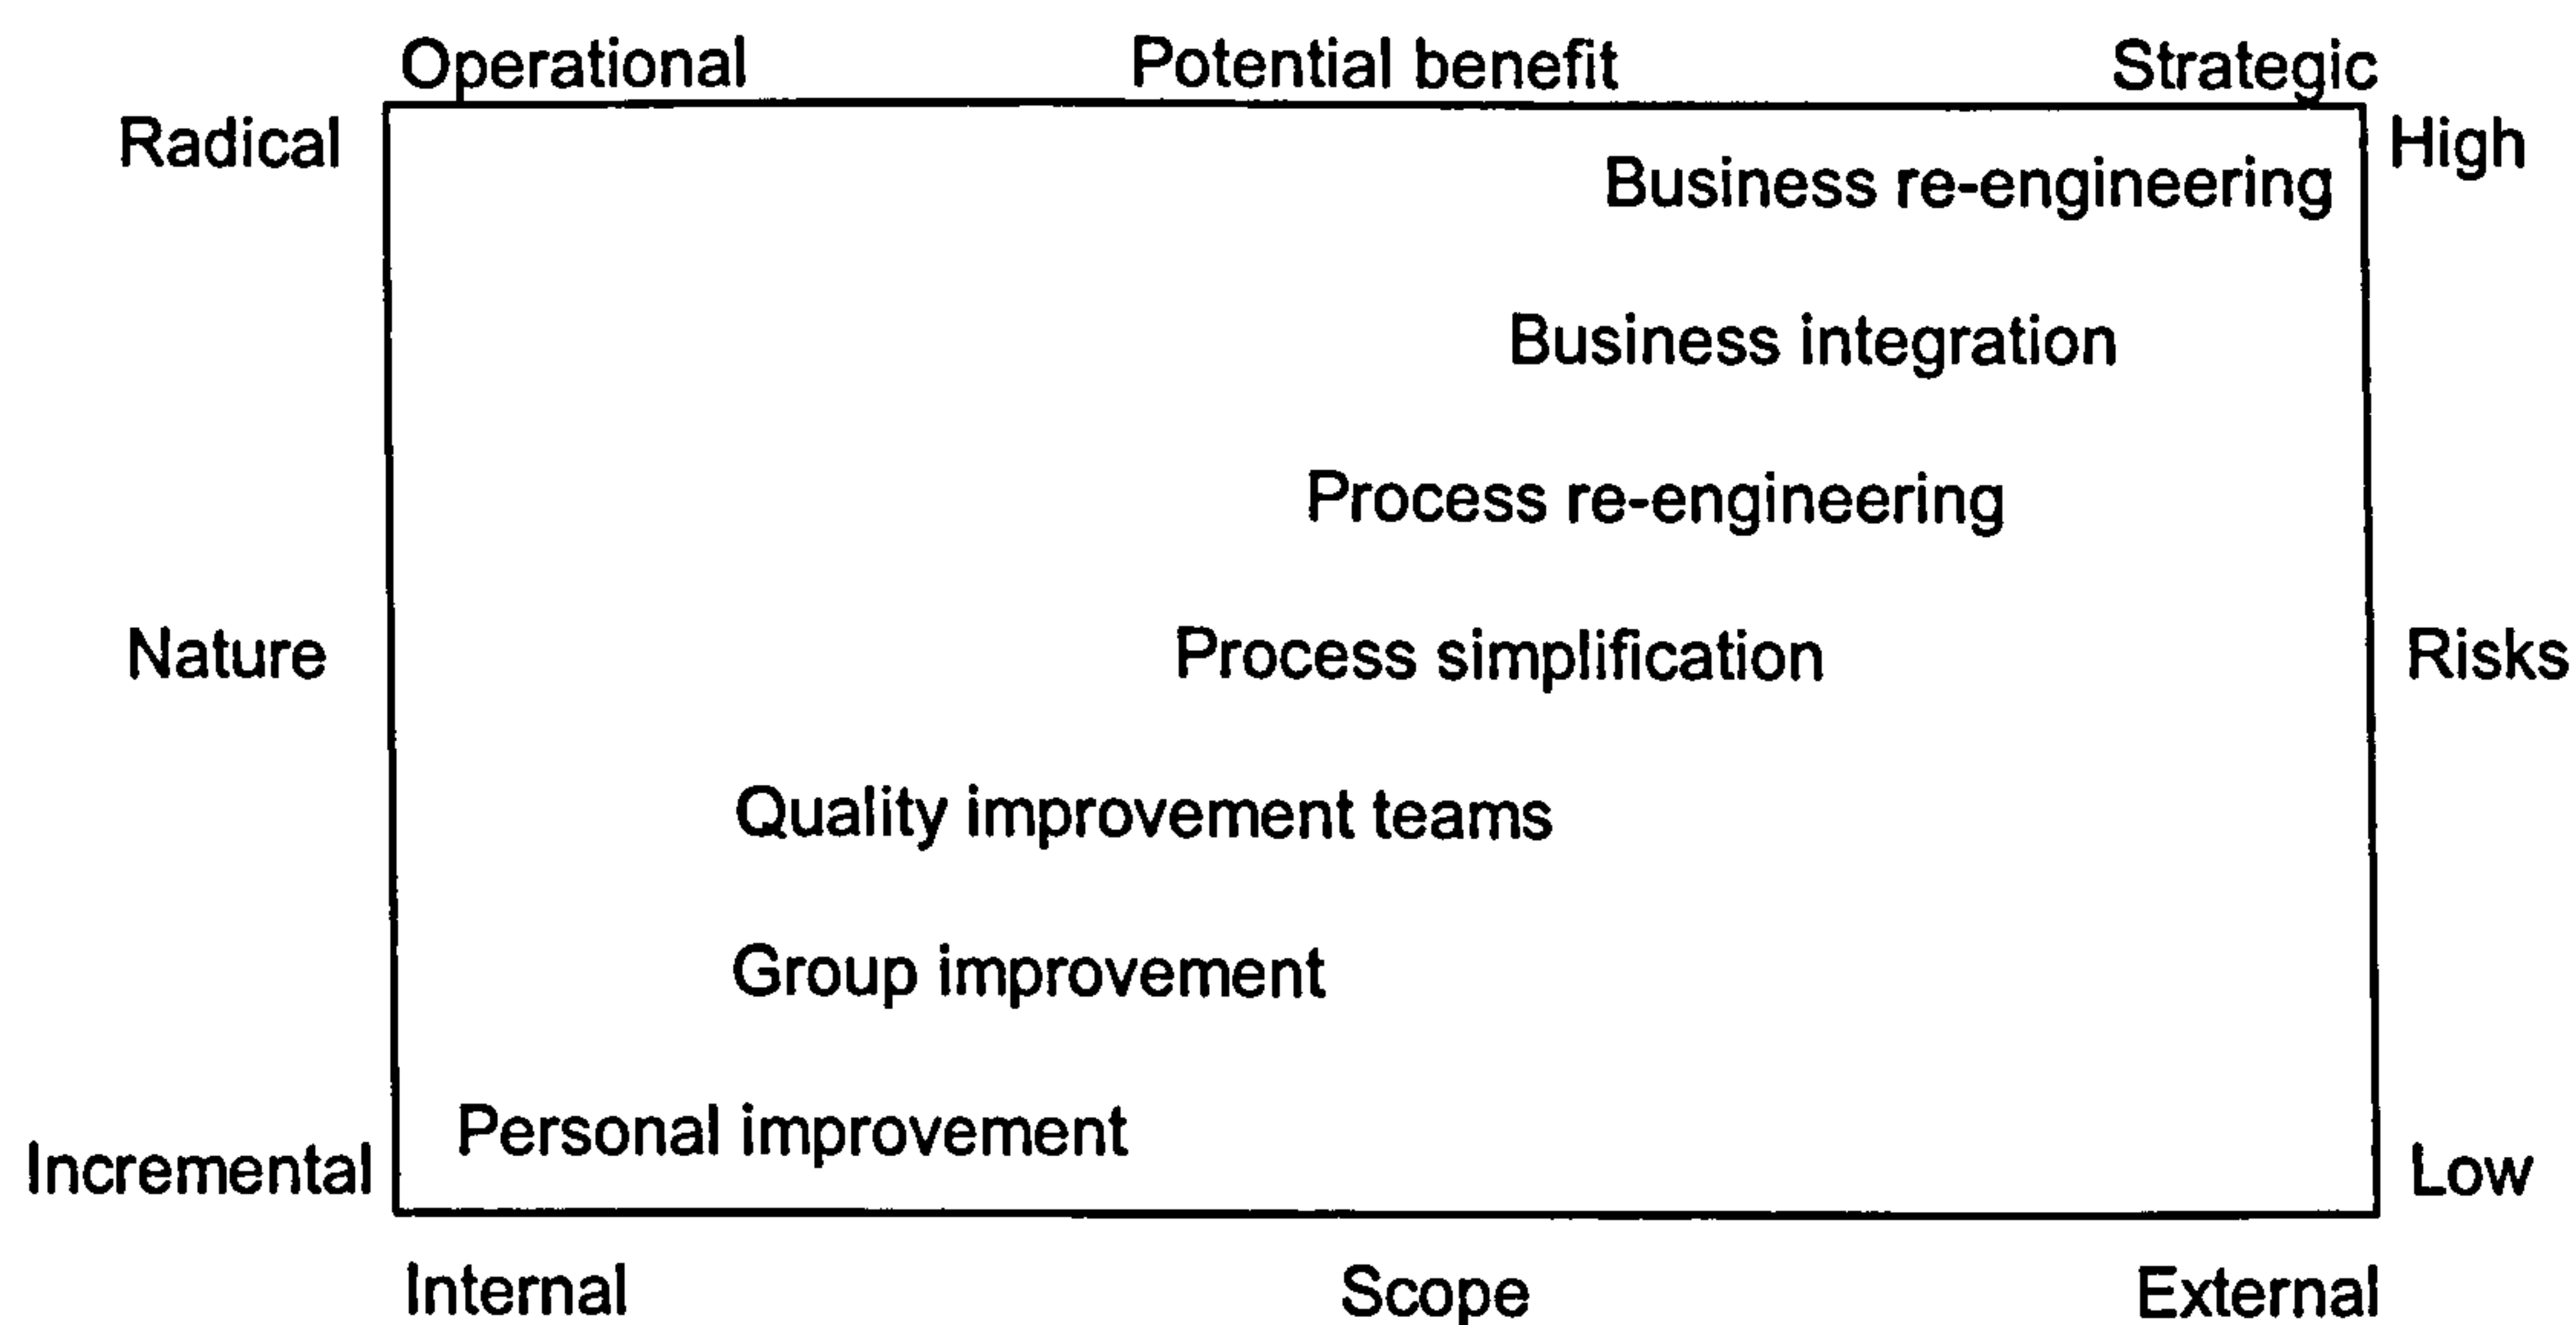 Operational Potential benefit Strategic
Radical High
Business re-engineering
Business integration
Process re-engineering
Nature Process simplification Risks
Quality improvement teams
Group improvement
Personal improvement
Incremental Low
Internal Scope External